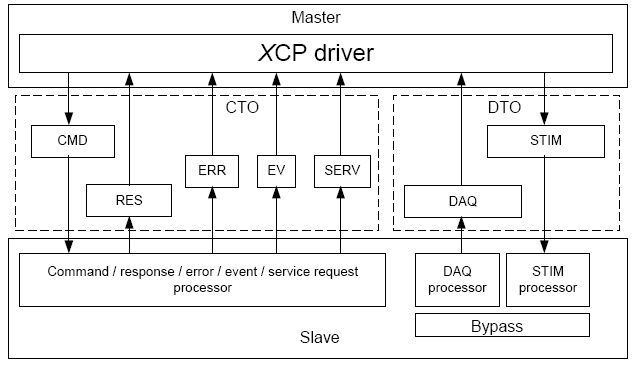 Master
XCP driver
CTO
DTO
CMD
STIM
ERR
EV
SERV
RES
DAQ
Command / response / error / event / service request
processor
DAQ
processor
STIM
processor
Bypass
Slave